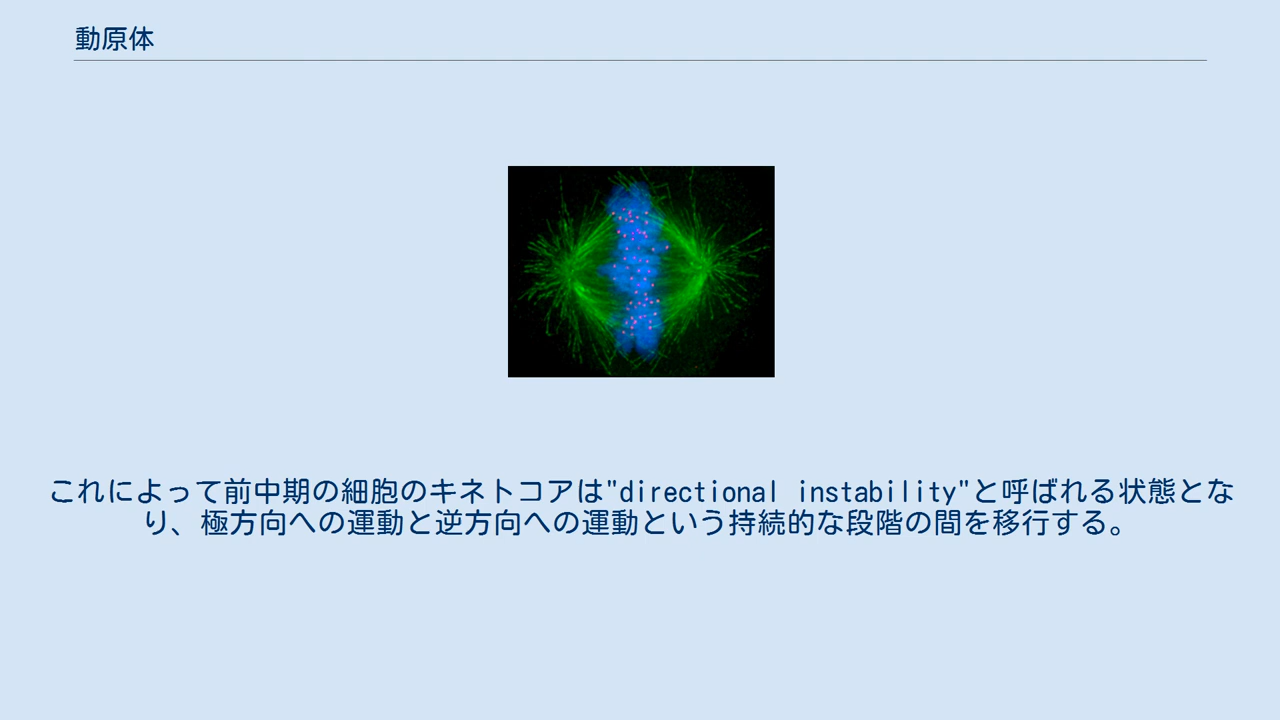 動原体
これによって前中期の細胞のキネトコアは"directional instability"と呼ばれる状態とな
り、極方向への運動と逆方向への運動という持続的な段階の間を移行する。